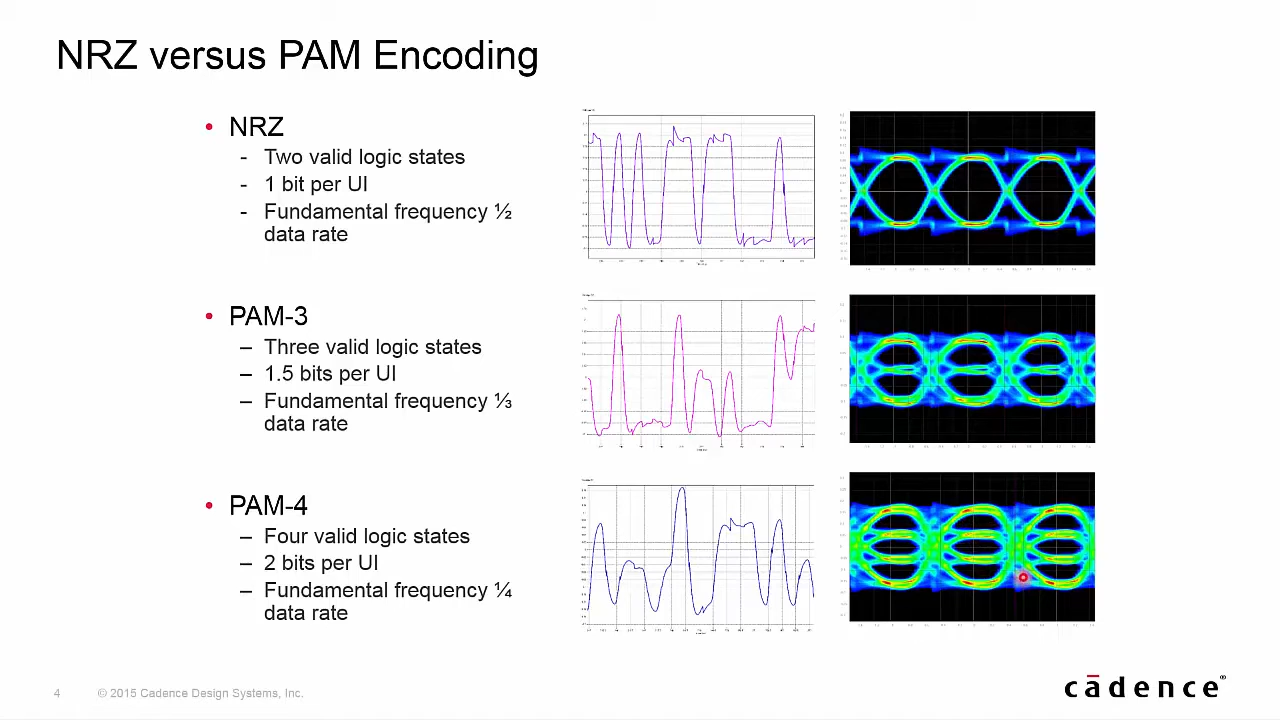 NRZ versus PAM Encoding
• NRZ
- Two valid logic states
- 1 bit per UI
- Fundamental frequency ½
data rate
• PAM-3
– Three valid logic states
– 1.5 bits per UI
– Fundamental frequency ⅓
data rate
• PAM-4
– Four valid logic states
– 2 bits per UI
– Fundamental frequency ¼
data rate
4 © 2015 Cadence Design Systems, Inc.
cādence®